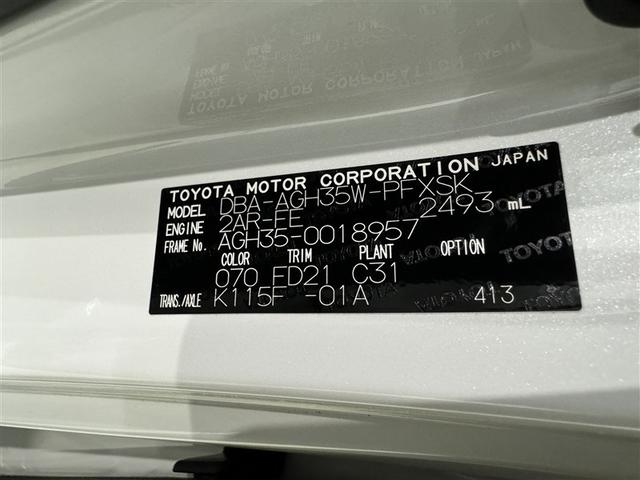 TOYOTA MOTOR CORPORATION JAPAN
MODEL DBA-AGH35W-PFXSK
ENGINE 2AR-FE 2493 mL
FRAME No. AGH35-0018957
COLOR TRIM PLANT OPTION
070 FD21 C31
TRANS./AXLE K115F -01A 413